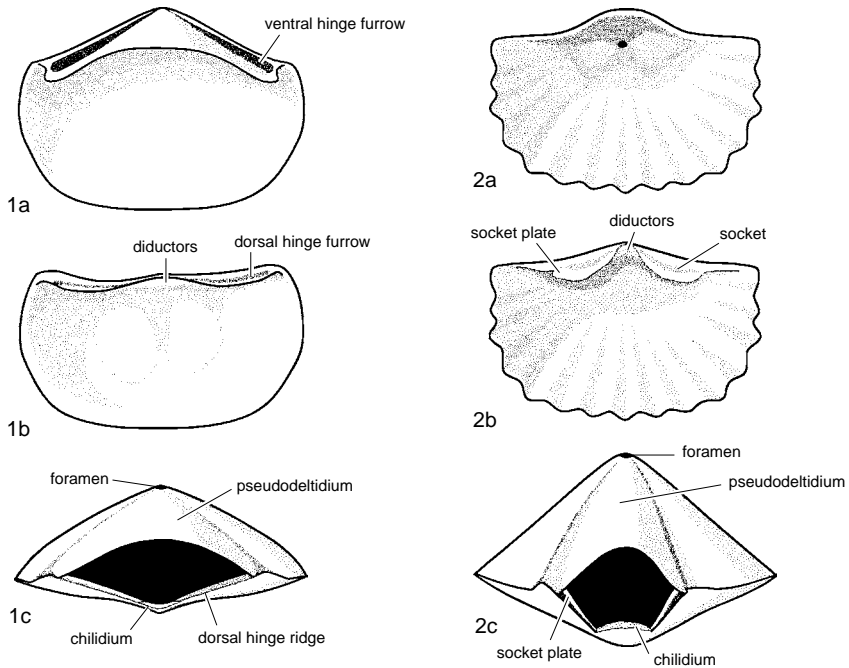 ventral hinge furrow
1a
2a
diductors
dorsal hinge furrow
1b
socket plate
diductors
socket
2b
foramen
pseudodeltidium
chilidium
dorsal hinge ridge
1c
foramen
pseudodeltidium
socket plate
chilidium
2c